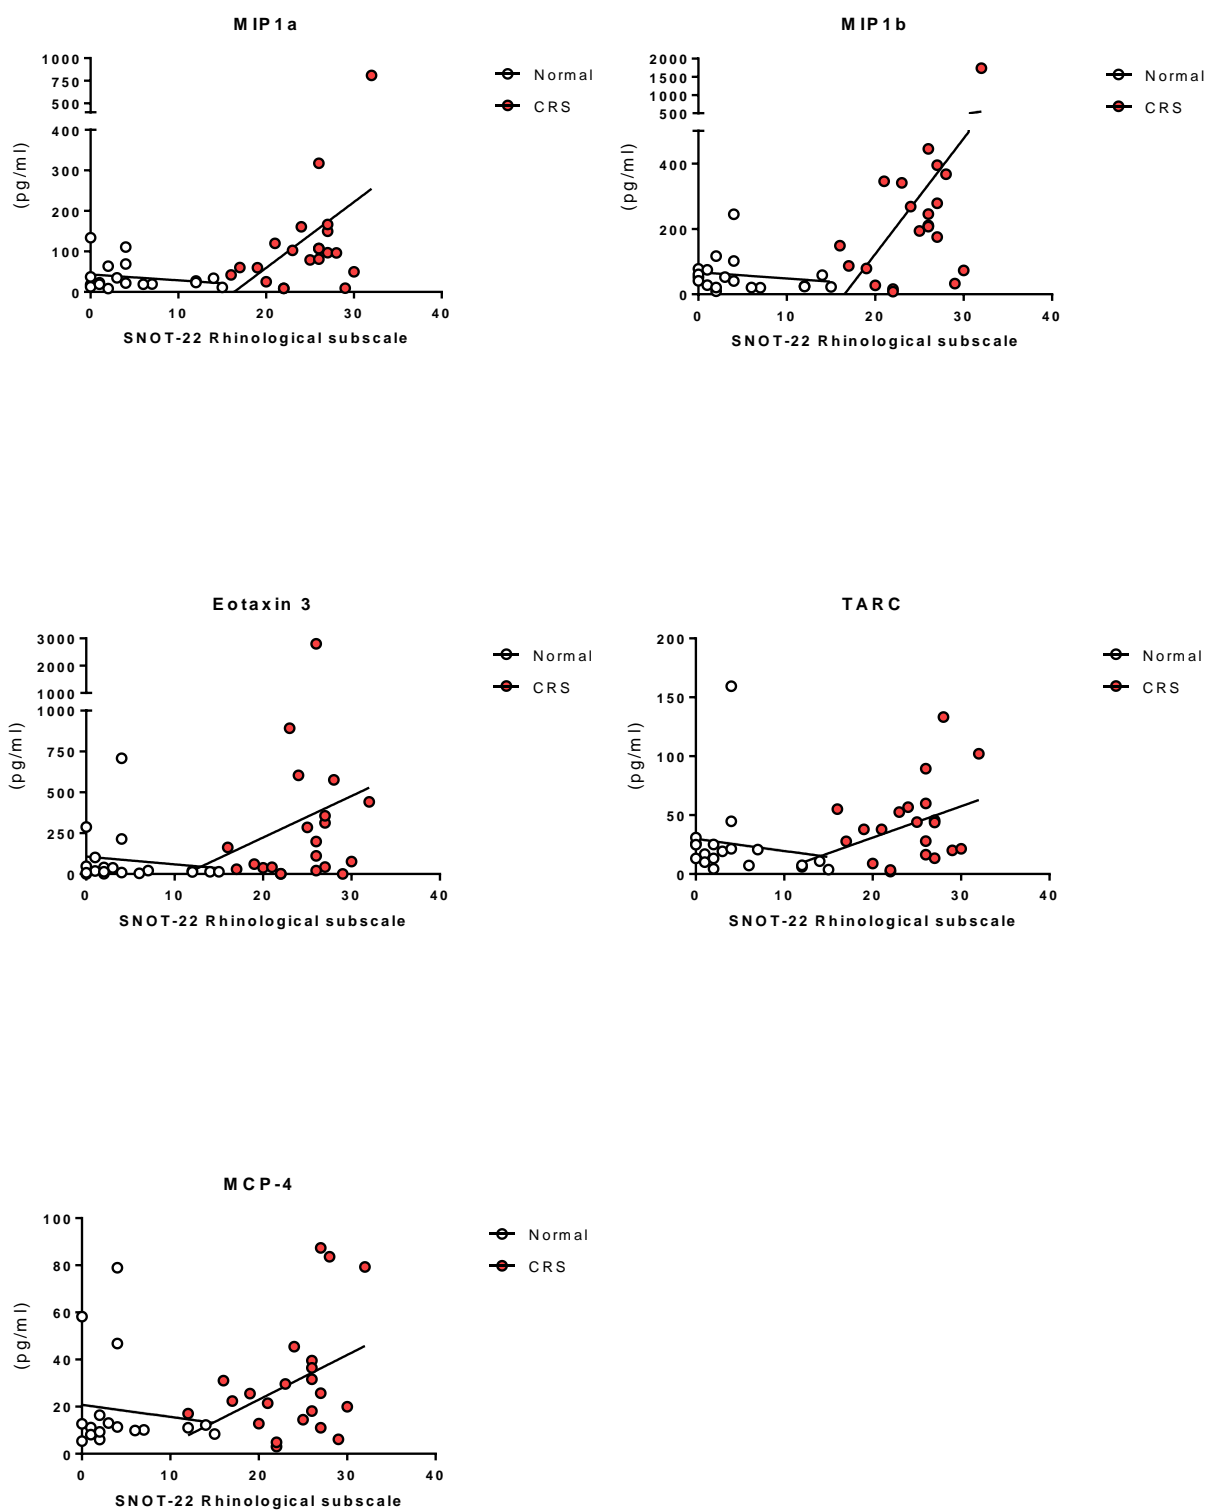 MIP1a
1000
750
500
400
300
200
100
0
(pg/ml)
0 10 20 30 40
SNOT-22 Rhinological subscale
Normal
CRS
MIP1b
2000
1500
1000
500
400
200
0
(pg/ml)
0 10 20 30 40
SNOT-22 Rhinological subscale
Normal
CRS
Eotaxin 3
3000
2000
1000
1000
750
500
250
0
(pg/ml)
0 10 20 30 40
SNOT-22 Rhinological subscale
Normal
CRS
TARC
200
150
100
50
0
(pg/ml)
0 10 20 30 40
SNOT-22 Rhinological subscale
Normal
CRS
MCP-4
100
80
60
40
20
0
(pg/ml)
0 10 20 30 40
SNOT-22 Rhinological subscale
Normal
CRS